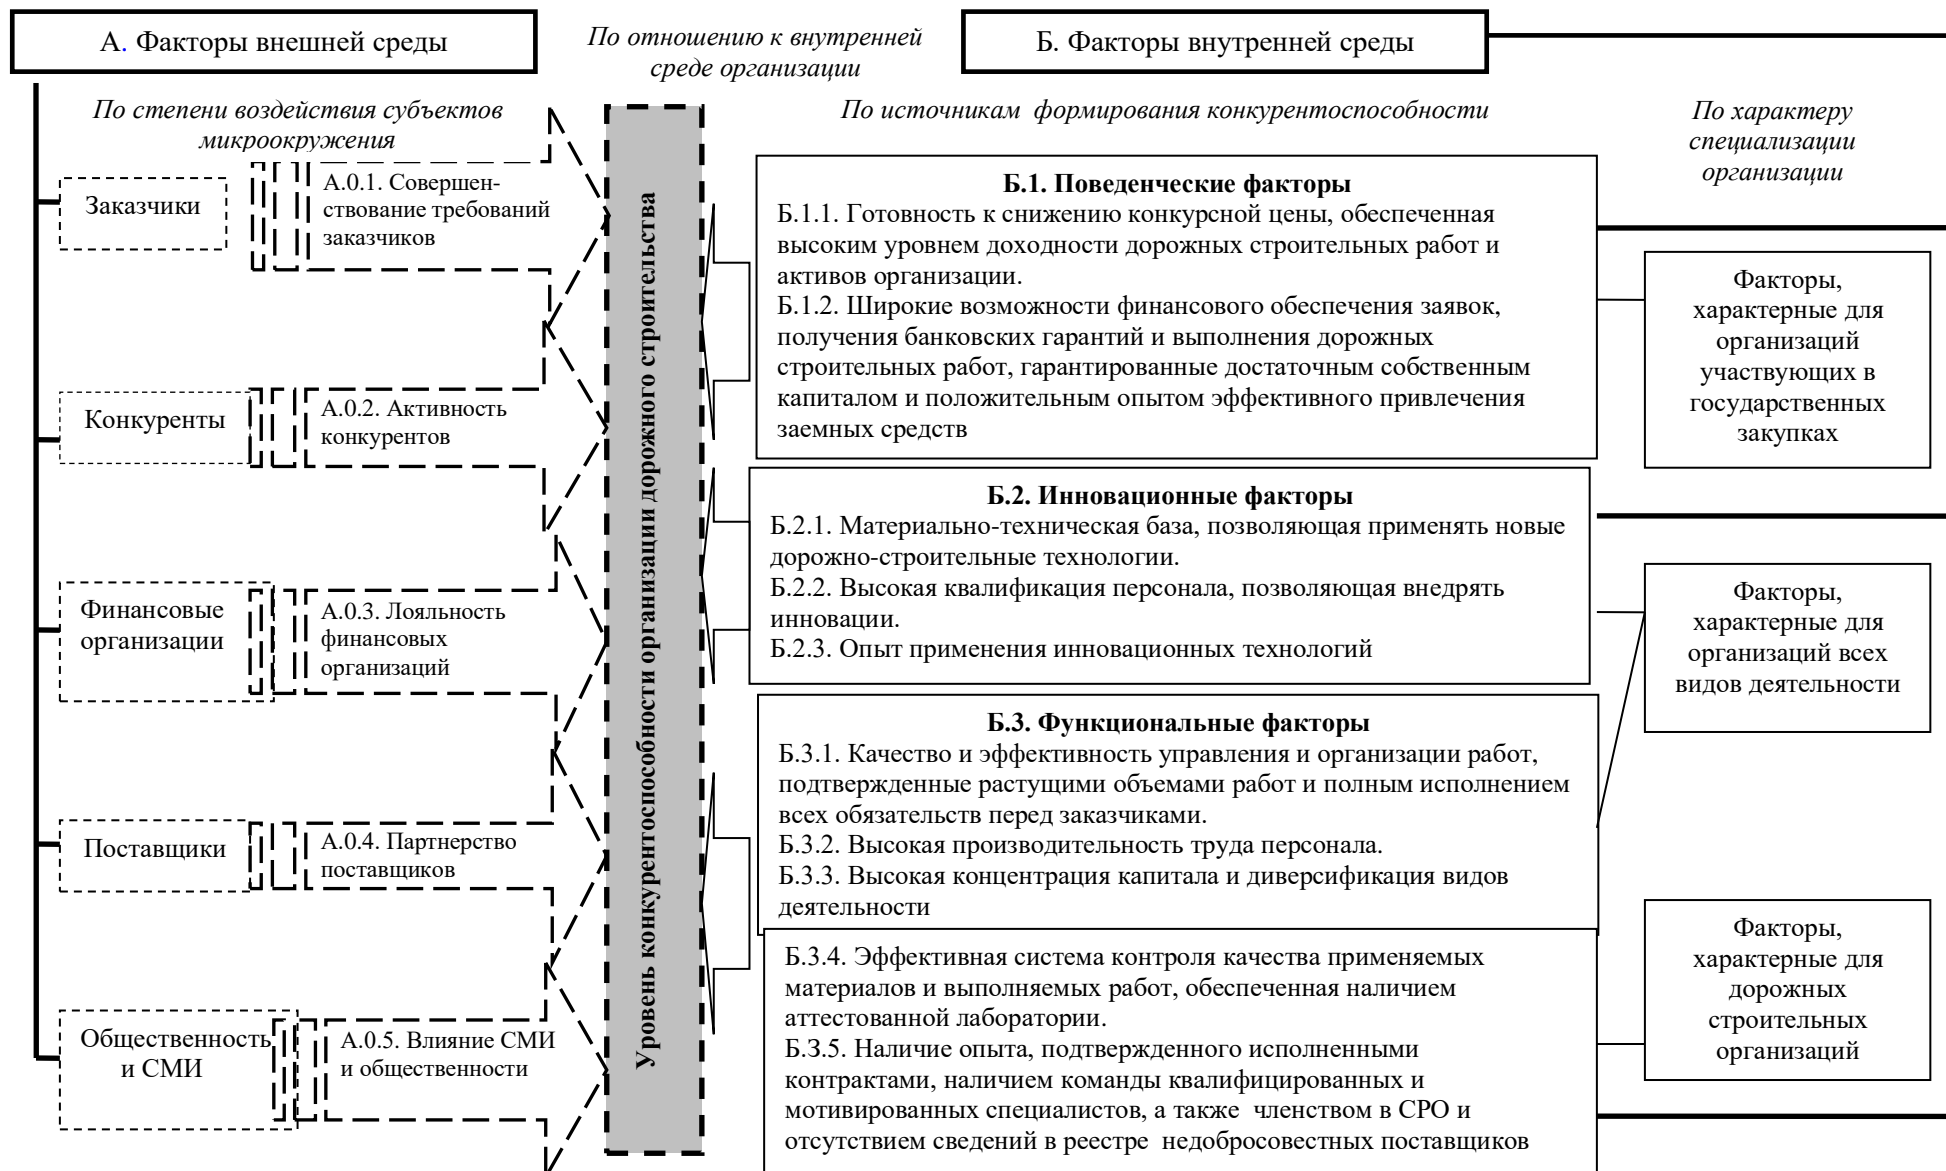 А. Факторы внешней среды
По отношению к внутренней
среде организации
Б. Факторы внутренней среды
По степени воздействия субъектов
микроокружения
По источникам формирования конкурентоспособности
По характеру
специализации
организации
Заказчики
А.0.1. Совершен-
ствование требований
заказчиков
Конкуренты
А.0.2. Активность
конкурентов
Финансовые
организации
А.0.3. Лояльность
финансовых
организаций
Поставщики
А.0.4. Партнерство
поставщиков
Общественность
и СМИ
А.0.5. Влияние СМИ
и общественности
Уровень конкурентоспособности организации дорожного строительства
Б.1. Поведенческие факторы
Б.1.1. Готовность к снижению конкурсной цены, обеспеченная
высоким уровнем доходности дорожных строительных работ и
активов организации.
Б.1.2. Широкие возможности финансового обеспечения заявок,
получения банковских гарантий и выполнения дорожных
строительных работ, гарантированные достаточным собственным
капиталом и положительным опытом эффективного привлечения
заемных средств
Б.2. Инновационные факторы
Б.2.1. Материально-техническая база, позволяющая применять новые
дорожно-строительные технологии.
Б.2.2. Высокая квалификация персонала, позволяющая внедрять
инновации.
Б.2.3. Опыт применения инновационных технологий
Б.3. Функциональные факторы
Б.3.1. Качество и эффективность управления и организации работ,
подтвержденные растущими объемами работ и полным исполнением
всех обязательств перед заказчиками.
Б.3.2. Высокая производительность труда персонала.
Б.3.3. Высокая концентрация капитала и диверсификация видов
деятельности
Б.3.4. Эффективная система контроля качества применяемых
материалов и выполняемых работ, обеспеченная наличием
аттестованной лаборатории.
Б.3.5. Наличие опыта, подтвержденного исполненными
контрактами, наличием команды квалифицированных и
мотивированных специалистов, а также членством в СРО и
отсутствием сведений в реестре недобросовестных поставщиков
Факторы,
характерные для
организаций
участвующих в
государственных
закупках
Факторы,
характерные для
организаций всех
видов деятельности
Факторы,
характерные для
дорожных
строительных
организаций